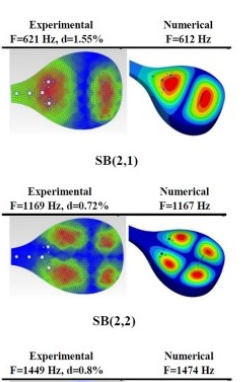 Experimental Numerical
F=621 Hz, d=1.55% F=612 Hz
SB(2,1)
Experimental Numerical
F=1169 Hz, d=0.72% F=1167 Hz
SB(2,2)
Experimental Numerical
F=1449 Hz, d=0.8% F=1474 Hz